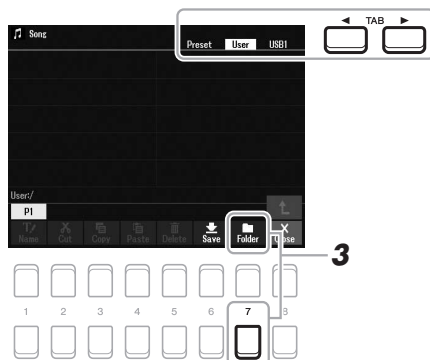 Song
◀ TAB ▶
Preset User USB1
User:/
P1
Name Cut Copy Paste Delete Save Folder Close
3
1 2 3 4 5 6 7 8